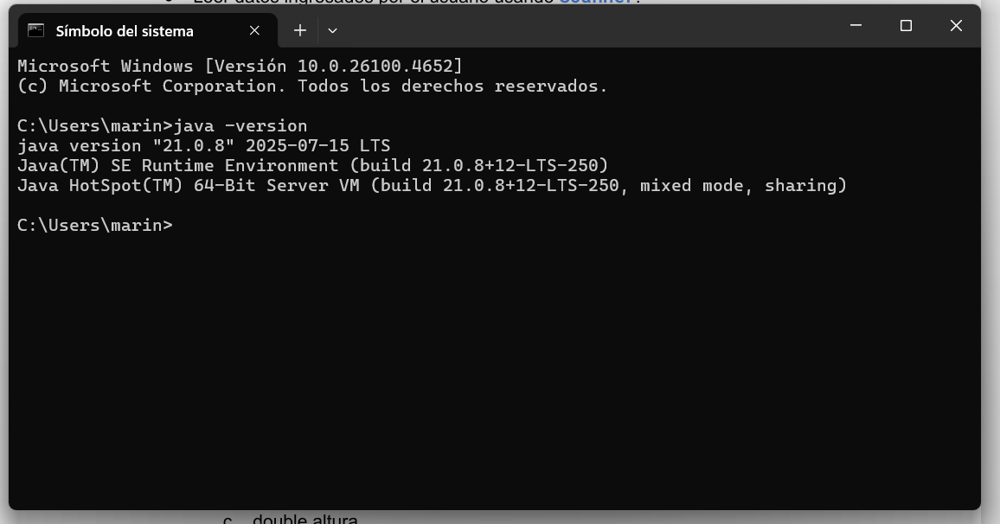 Leer datos ingresados por el usuario usando Scanner.
Símbolo del sistema
Microsoft Windows [Versión 10.0.26100.4652]
(c) Microsoft Corporation. Todos los derechos reservados.
C:\Users\marin>java -version
java version "21.0.8" 2025-07-15 LTS
Java(TM) SE Runtime Environment (build 21.0.8+12-LTS-250)
Java HotSpot(TM) 64-Bit Server VM (build 21.0.8+12-LTS-250, mixed mode, sharing)
C:\Users\marin>
c. double altura